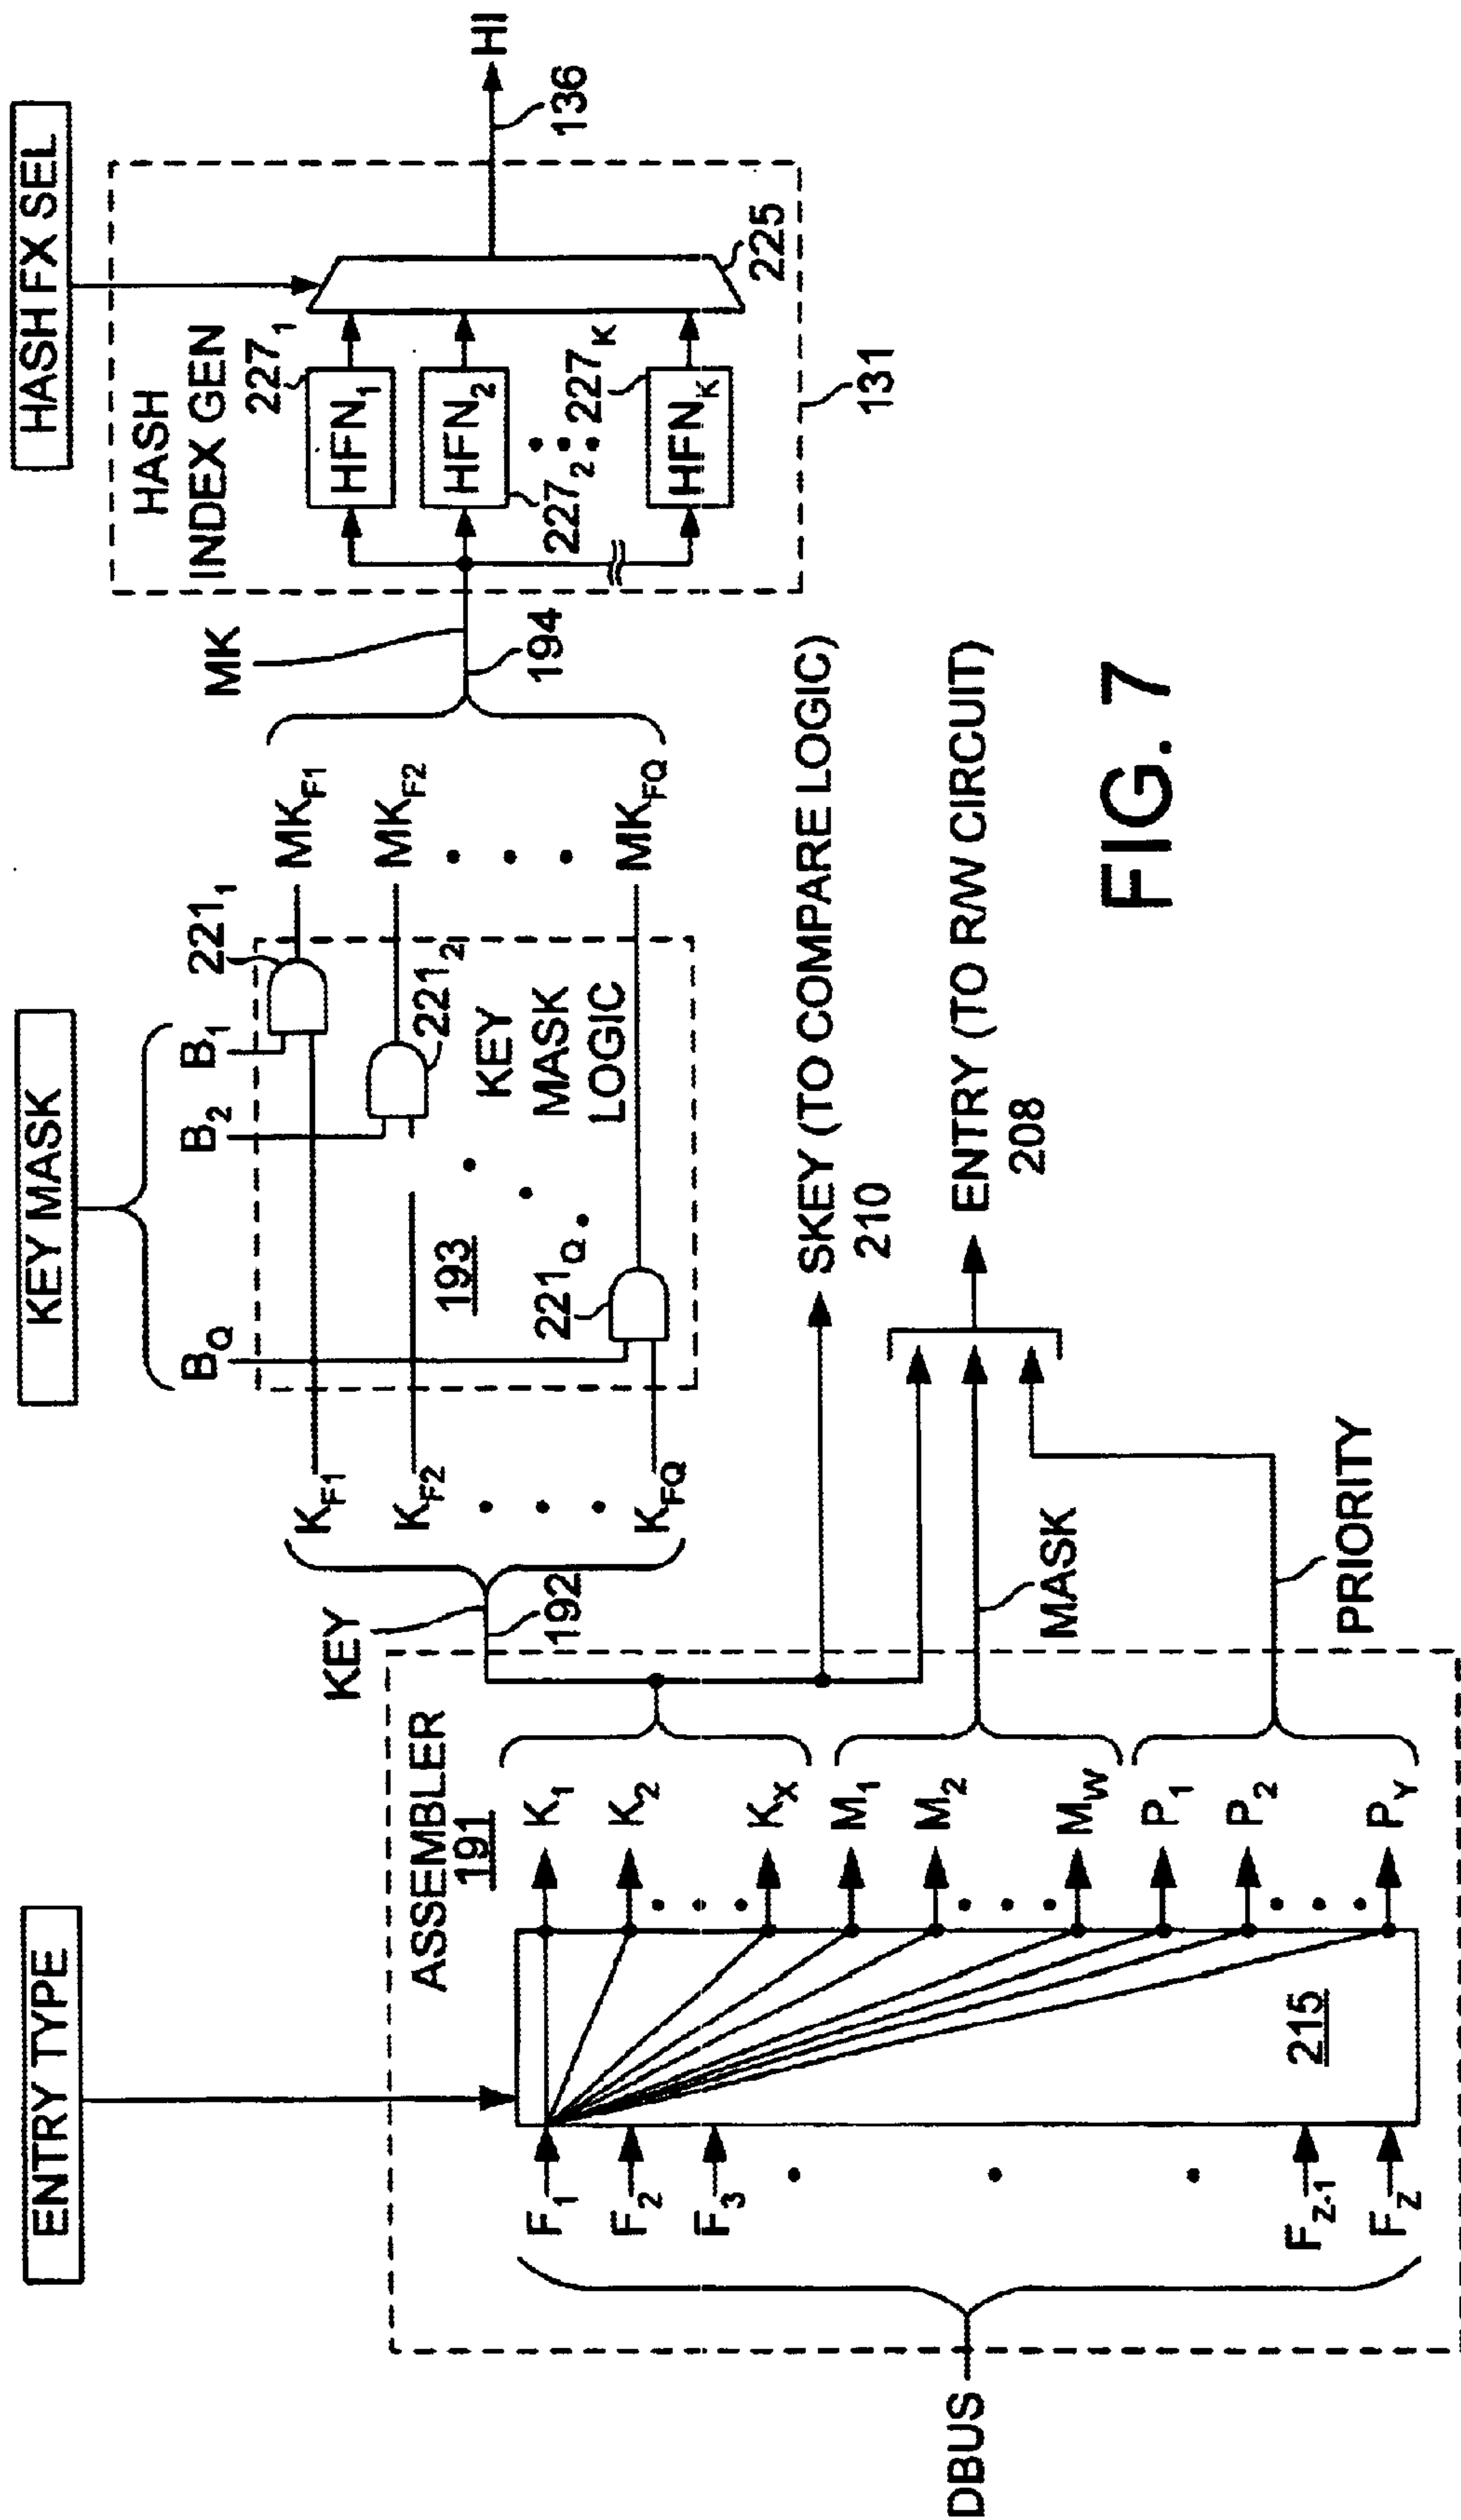 ENTRY TYPE
KEY MASK
HASH FX SEL
DBUS
F1
F2
F3
Fz-1
Fz
ASSEMBLER
191
215
K1
K2
KX
M1
M2
MW
P1
P2
PY
KEY
192
MASK
PRIORITY
KF1
KF2
KFQ
BQ
B2
B1
193
KEY
MASK
LOGIC
2211
2212
221Q
MKF1
MKF2
MKFQ
MK
194
HASH
INDEX GEN
HFN1
HFN2
HFNK
2271
2272
227K
225
131
136
HI
SKEY (TO COMPARE LOGIC)
210
ENTRY (TO R/W CIRCUIT)
208
FIG. 7